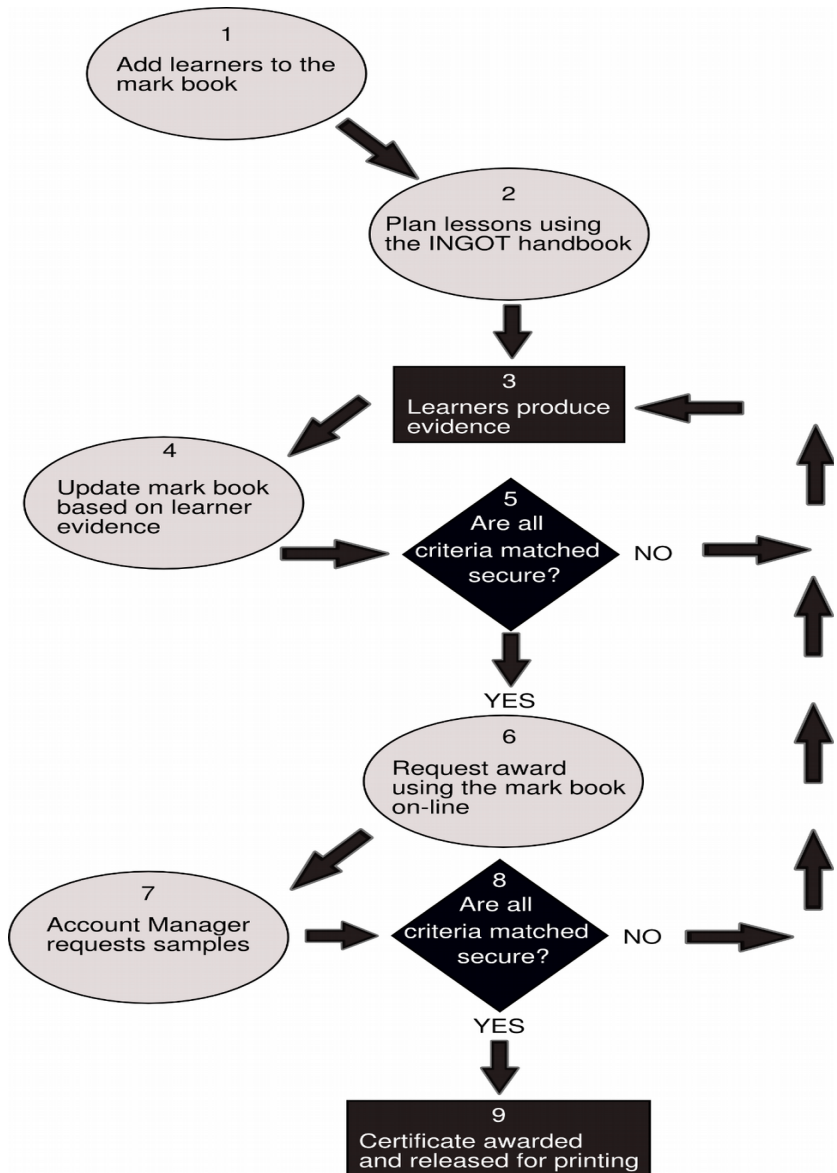 1
Add learners to the
mark book
2
Plan lessons using
the INGOT handbook
3
Learners produce
evidence
4
Update mark book
based on learner
evidence
5
Are all
criteria matched
secure?
NO
YES
6
Request award
using the mark book
on-line
7
Account Manager
requests samples
8
Are all
criteria matched
secure?
NO
YES
9
Certificate awarded
and released for printing